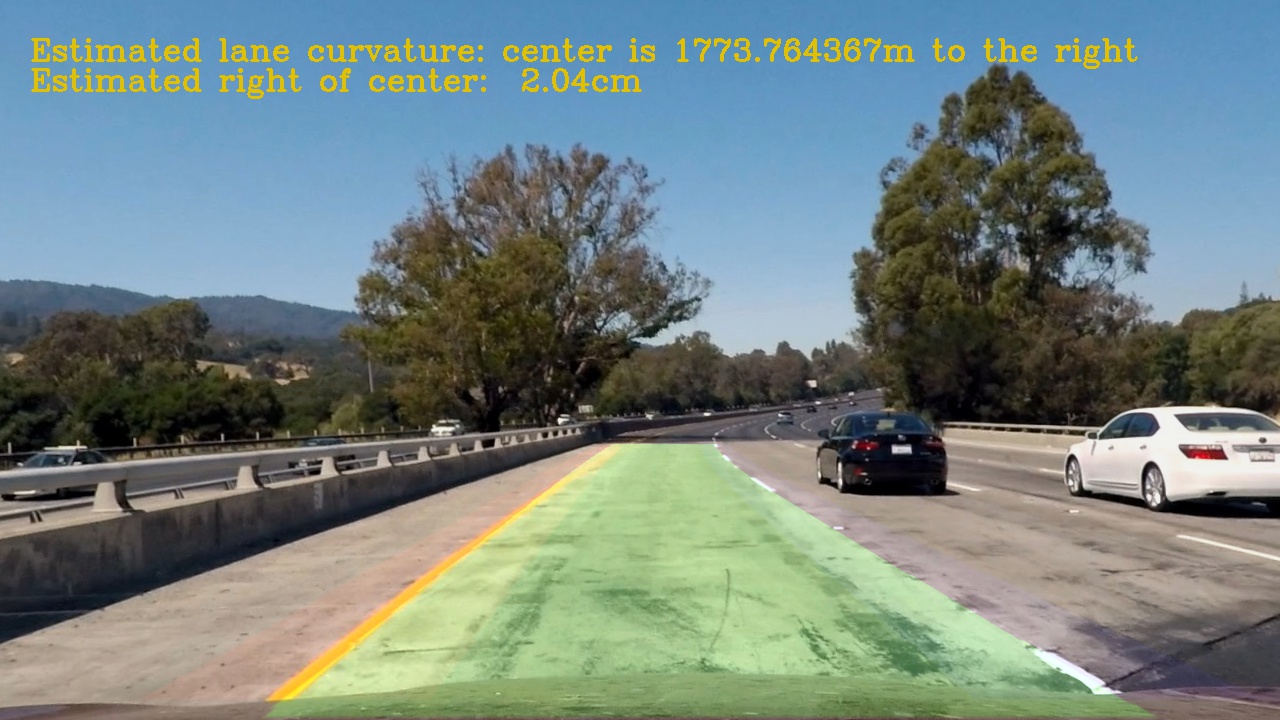 Estimated lane curvature: center is 1773.764367m to the right
Estimated right of center:  2.04cm